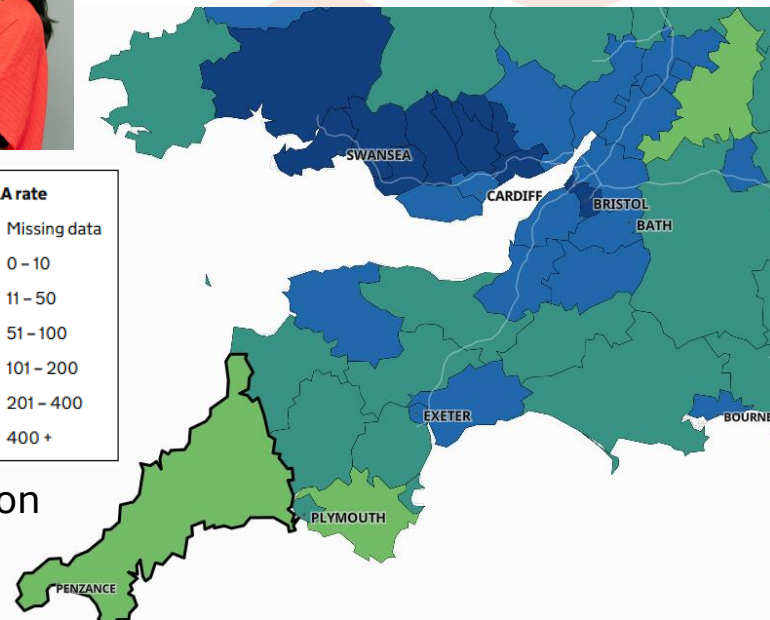 A rate
Missing data
0 – 10
11 – 50
51 – 100
101 – 200
201 – 400
400 +
on
SWANSEA
CARDIFF
BRISTOL
BATH
EXETER
BOURNE
PLYMOUTH
PENZANCE